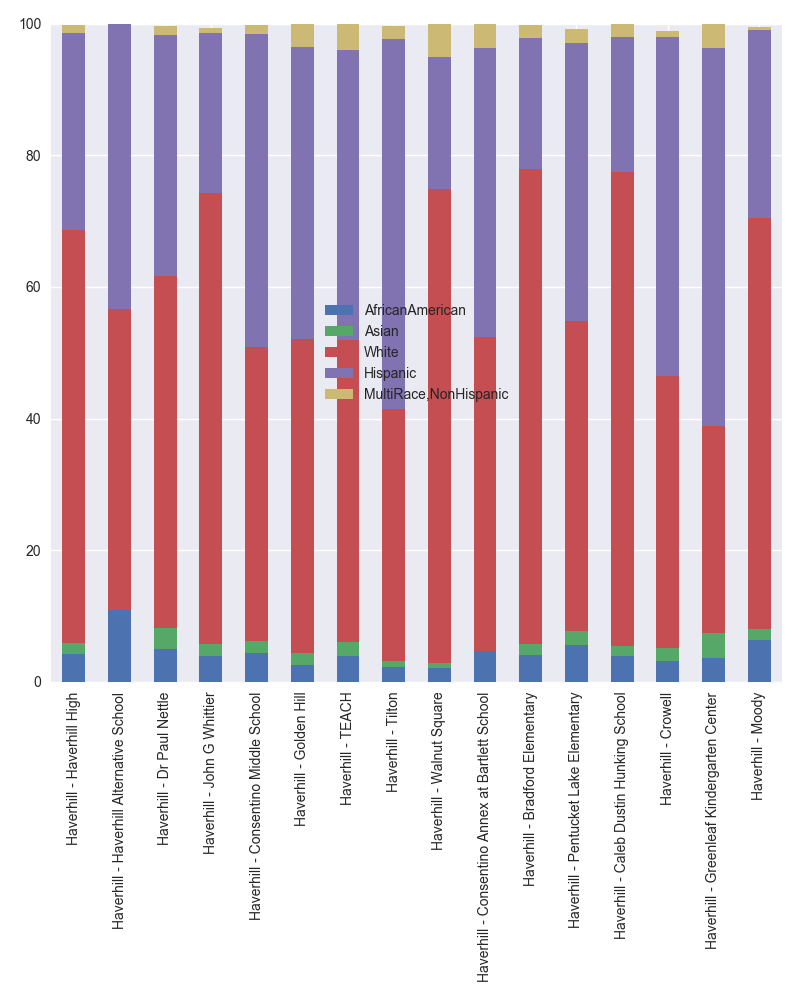 100
80
60
40
20
0
AfricanAmerican
Asian
White
Hispanic
MultiRace,NonHispanic
Haverhill - Haverhill High
Haverhill - Haverhill Alternative School
Haverhill - Dr Paul Nettle
Haverhill - John G Whittier
Haverhill - Consentino Middle School
Haverhill - Golden Hill
Haverhill - TEACH
Haverhill - Tilton
Haverhill - Walnut Square
Haverhill - Consentino Annex at Bartlett School
Haverhill - Bradford Elementary
Haverhill - Pentucket Lake Elementary
Haverhill - Caleb Dustin Hunking School
Haverhill - Crowell
Haverhill - Greenleaf Kindergarten Center
Haverhill - Moody